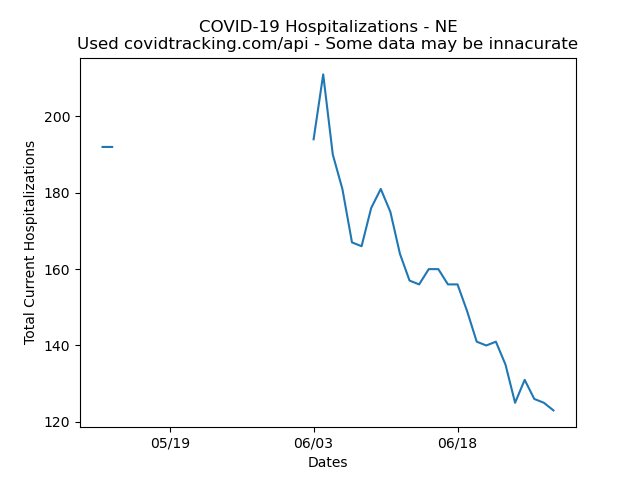 COVID-19 Hospitalizations - NE
Used covidtracking.com/api - Some data may be innacurate
Total Current Hospitalizations
200
180
160
140
120
05/19
06/03
06/18
Dates